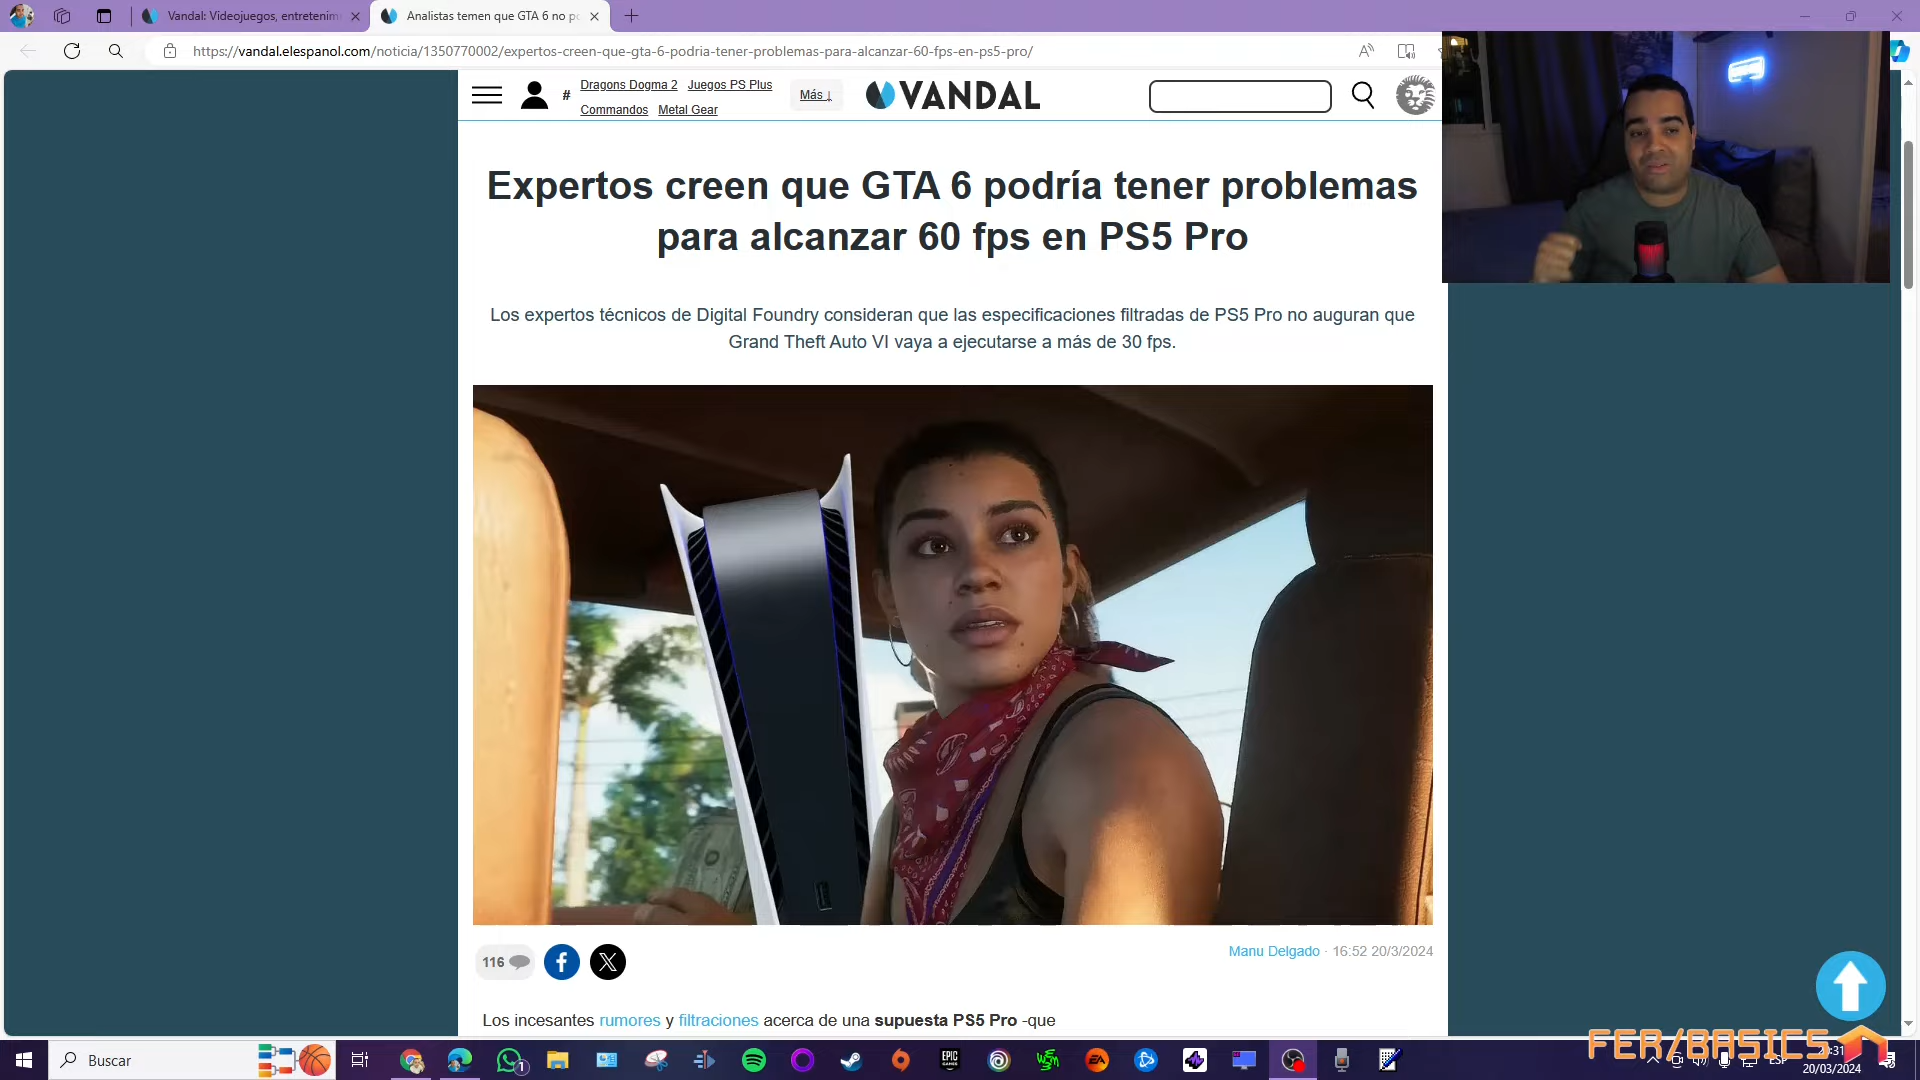 Vandal: Videojuegos, entretenim
Analistas temen que GTA 6 no p
https://vandal.elespanol.com/noticia/1350770002/expertos-creen-que-gta-6-podria-tener-problemas-para-alcanzar-60-fps-en-ps5-pro/
# Dragons Dogma 2 Juegos PS Plus
Commandos Metal Gear
Más ↓
VANDAL
Expertos creen que GTA 6 podría tener problemas
para alcanzar 60 fps en PS5 Pro
Los expertos técnicos de Digital Foundry consideran que las especificaciones filtradas de PS5 Pro no auguran que
Grand Theft Auto VI vaya a ejecutarse a más de 30 fps.
116
Manu Delgado · 16:52 20/3/2024
Los incesantes rumores y filtraciones acerca de una supuesta PS5 Pro -que
FER/BASICS
Buscar
1
EPIC GAMES
EA
ESP
20/03/2024